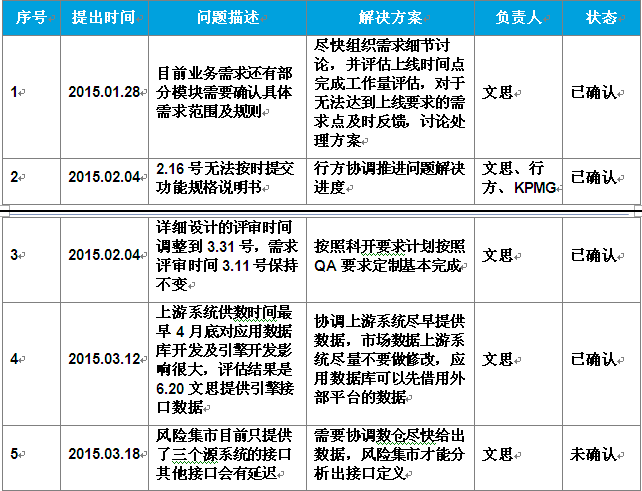 序号 提出时间 问题描述 解决方案 负责人 状态
1 2015.01.28 目前业务需求还有部分模块需要确认具体需求范围及规则 尽快组织需求细节讨论，并评估上线时间点完成工作量评估，对于无法达到上线要求的需求点及时反馈，讨论处理方案 文思 已确认
2 2015.02.04 2.16号无法按时提交功能规格说明书 行方协调推进问题解决进度 文思、行方、KPMG 已确认
3 2015.02.04 详细设计的评审时间调整到3.31号，需求评审时间3.11号保持不变 按照科开要求计划按照QA要求定制基本完成 文思 已确认
4 2015.03.12 上游系统供数时间最早4月底对应用数据库开发及引擎开发影响很大，评估结果是6.20文思提供引擎接口数据 协调上游系统尽早提供数据，市场数据上游系统尽量不要做修改，应用数据库可以先借用外部平台的数据 文思 已确认
5 2015.03.18 风险集市目前只提供了三个源系统的接口其他接口会有延迟 需要协调数仓尽快给出数据，风险集市才能分析出接口定义 文思 未确认